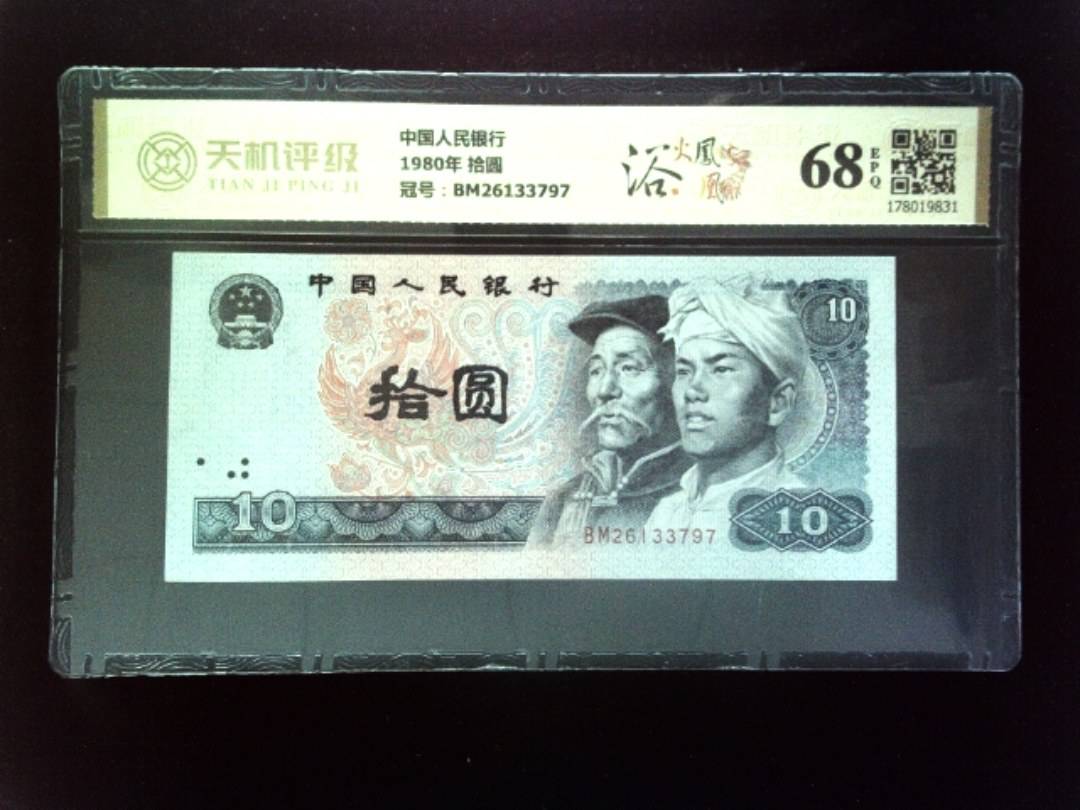 天机评级
TIAN JI PING JI
中国人民银行
1980年 拾圆
冠号：BM26133797
浴火凤凰
68
EPQ
178019831
中国人民银行
10
拾圆
10
BM26133797
10